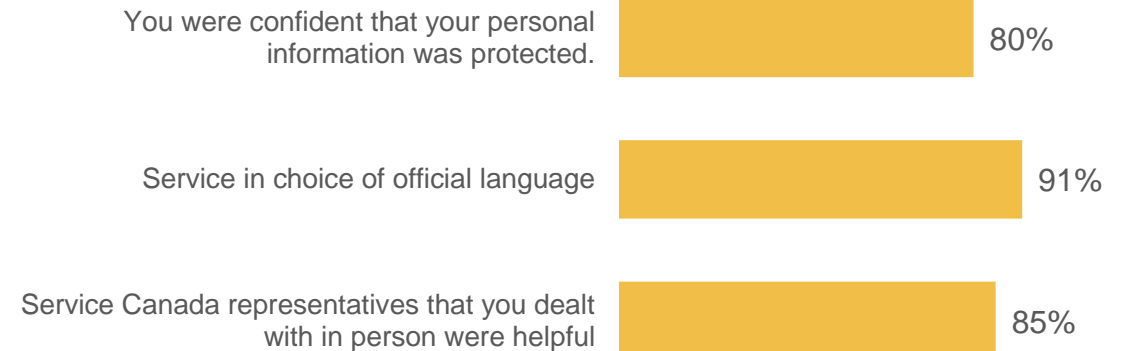 You were confident that your personal
information was protected.
80%
Service in choice of official language
91%
Service Canada representatives that you dealt
with in person were helpful
85%